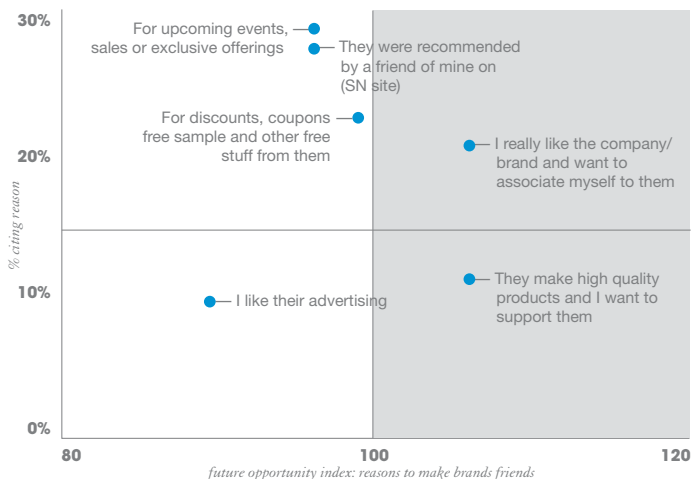 30%
For upcoming events,
sales or exclusive offerings
They were recommended
by a friend of mine on
(SN site)
For discounts, coupons
free sample and other free
stuff from them
20%
I really like the company/
brand and want to
associate myself to them
% citing reason
10%
I like their advertising
They make high quality
products and I want to
support them
0%
80
100
120
future opportunity index: reasons to make brands friends